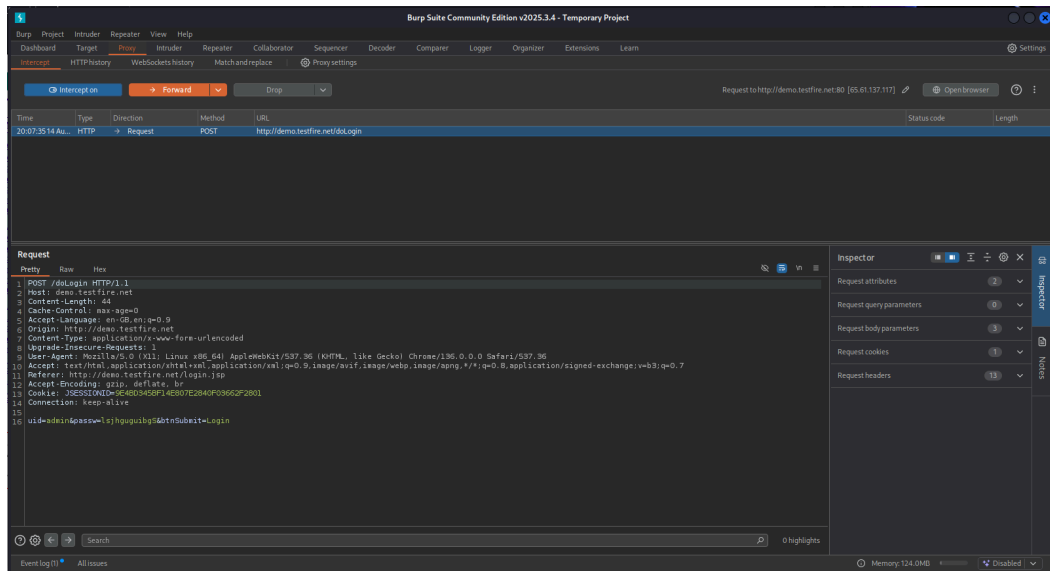 Burp Suite Community Edition v2025.3.4 - Temporary Project
Burp Project Intruder Repeater View Help
Dashboard Target Proxy Intruder Repeater Collaborator Sequencer Decoder Comparer Logger Organizer Extensions Learn Settings
Intercept HTTP history WebSockets history Match and replace Proxy settings
Intercept on → Forward Drop Request to http://demo.testfire.net:80 [65.61.137.117] Open browser
Time Type Direction Method URL Status code Length
20:07:35 14 Au... HTTP → Request POST http://demo.testfire.net/doLogin
Request
Pretty Raw Hex \n
1 POST /doLogin HTTP/1.1
2 Host: demo.testfire.net
3 Content-Length: 44
4 Cache-Control: max-age=0
5 Accept-Language: en-GB,en;q=0.9
6 Origin: http://demo.testfire.net
7 Content-Type: application/x-www-form-urlencoded
8 Upgrade-Insecure-Requests: 1
9 User-Agent: Mozilla/5.0 (X11; Linux x86_64) AppleWebKit/537.36 (KHTML, like Gecko) Chrome/136.0.0.0 Safari/537.36
10 Accept: text/html,application/xhtml+xml,application/xml;q=0.9,image/avif,image/webp,image/apng,*/*;q=0.8,application/signed-exchange;v=b3;q=0.7
11 Referer: http://demo.testfire.net/login.jsp
12 Accept-Encoding: gzip, deflate, br
13 Cookie: JSESSIONID=9E4BD345BF14E807E2840F03662F2801
14 Connection: keep-alive
15
16 uid=admin&passw=lsjhguguibgS&btnSubmit=Login
Inspector
Request attributes 2
Request query parameters 0
Request body parameters 3
Request cookies 1
Request headers 13
Inspector
Notes
Search 0 highlights
Event log (1) All issues Memory: 124.0MB Disabled